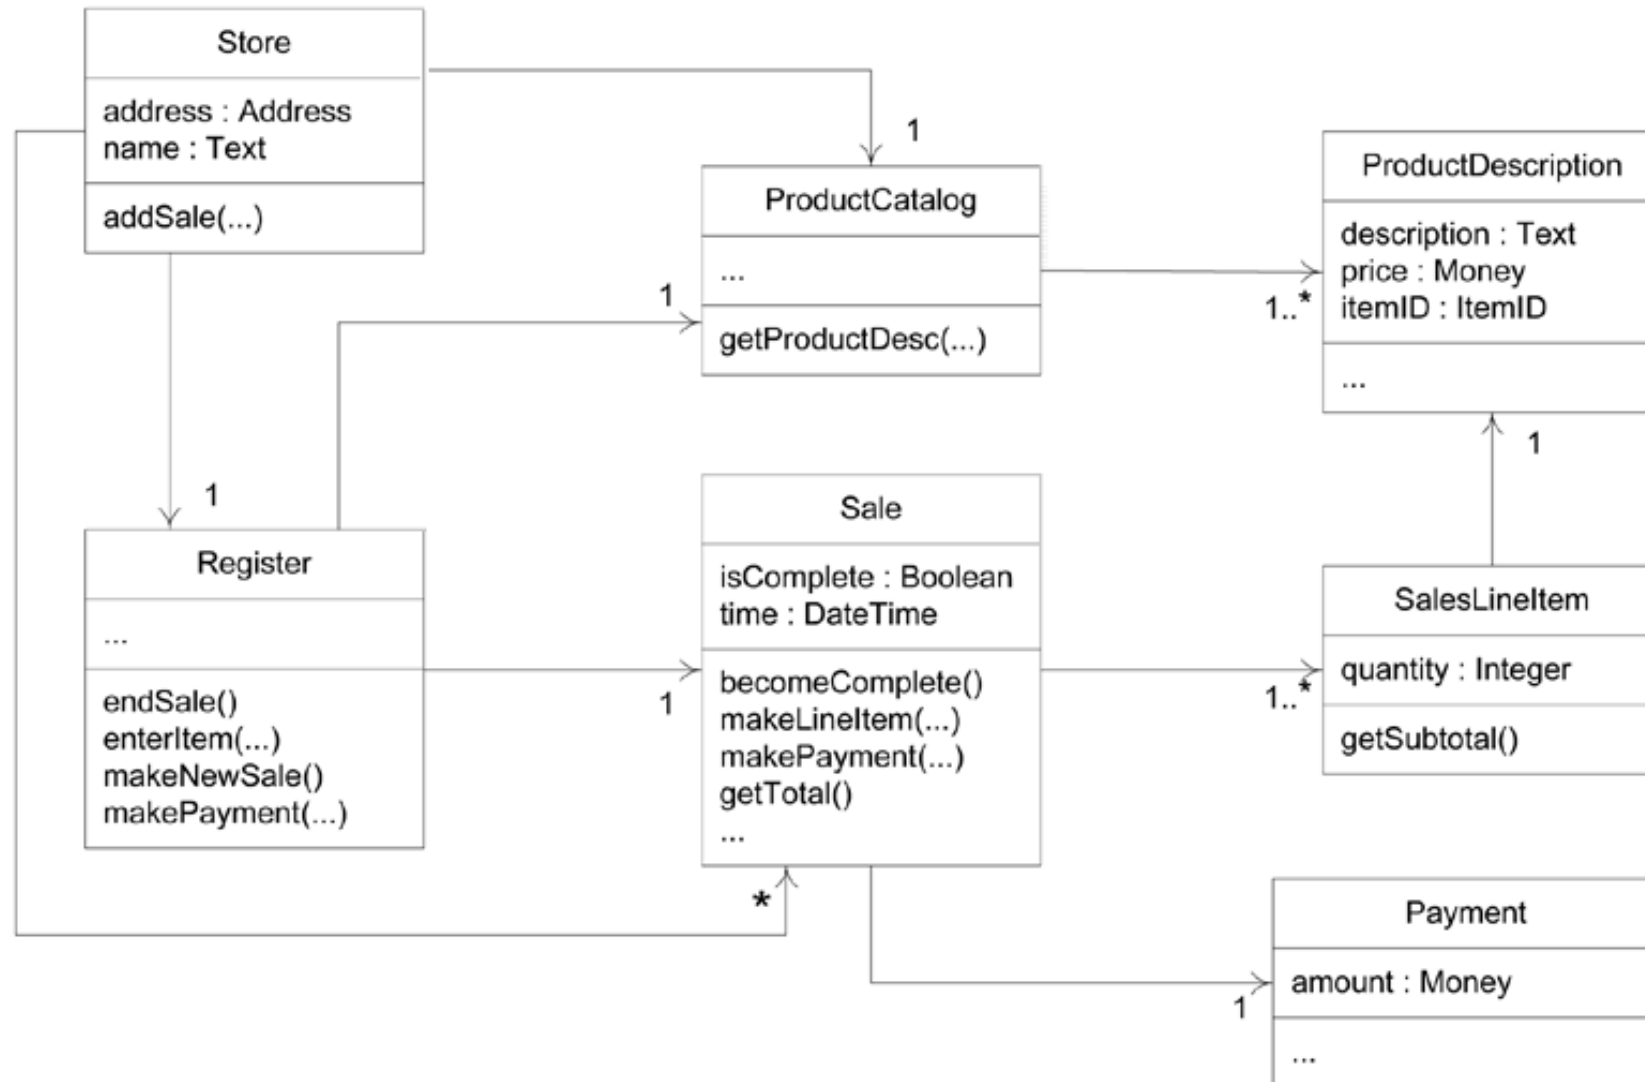 Store
address : Address
name : Text
addSale(...)
1
ProductCatalog
...
getProductDesc(...)
1
ProductDescription
description : Text
price : Money
itemID : ItemID
...
1..*
1
1
Register
...
endSale()
enterItem(...)
makeNewSale()
makePayment(...)
1
Sale
isComplete : Boolean
time : DateTime
becomeComplete()
makeLineItem(...)
makePayment(...)
getTotal()
...
*
SalesLineItem
quantity : Integer
getSubtotal()
1..*
Payment
amount : Money
...
1